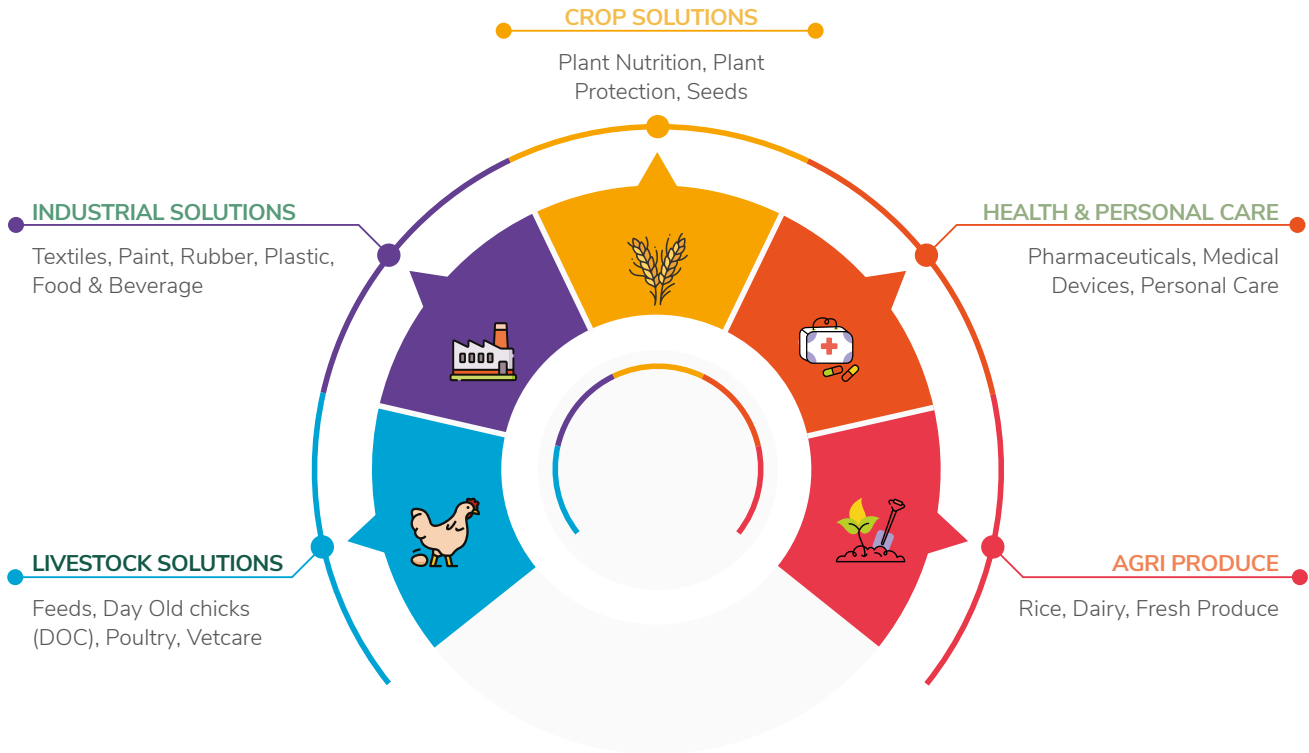 CROP SOLUTIONS
Plant Nutrition, Plant
Protection, Seeds
INDUSTRIAL SOLUTIONS
Textiles, Paint, Rubber, Plastic,
Food & Beverage
HEALTH & PERSONAL CARE
Pharmaceuticals, Medical
Devices, Personal Care
LIVESTOCK SOLUTIONS
Feeds, Day Old chicks
(DOC), Poultry, Vetcare
AGRI PRODUCE
Rice, Dairy, Fresh Produce